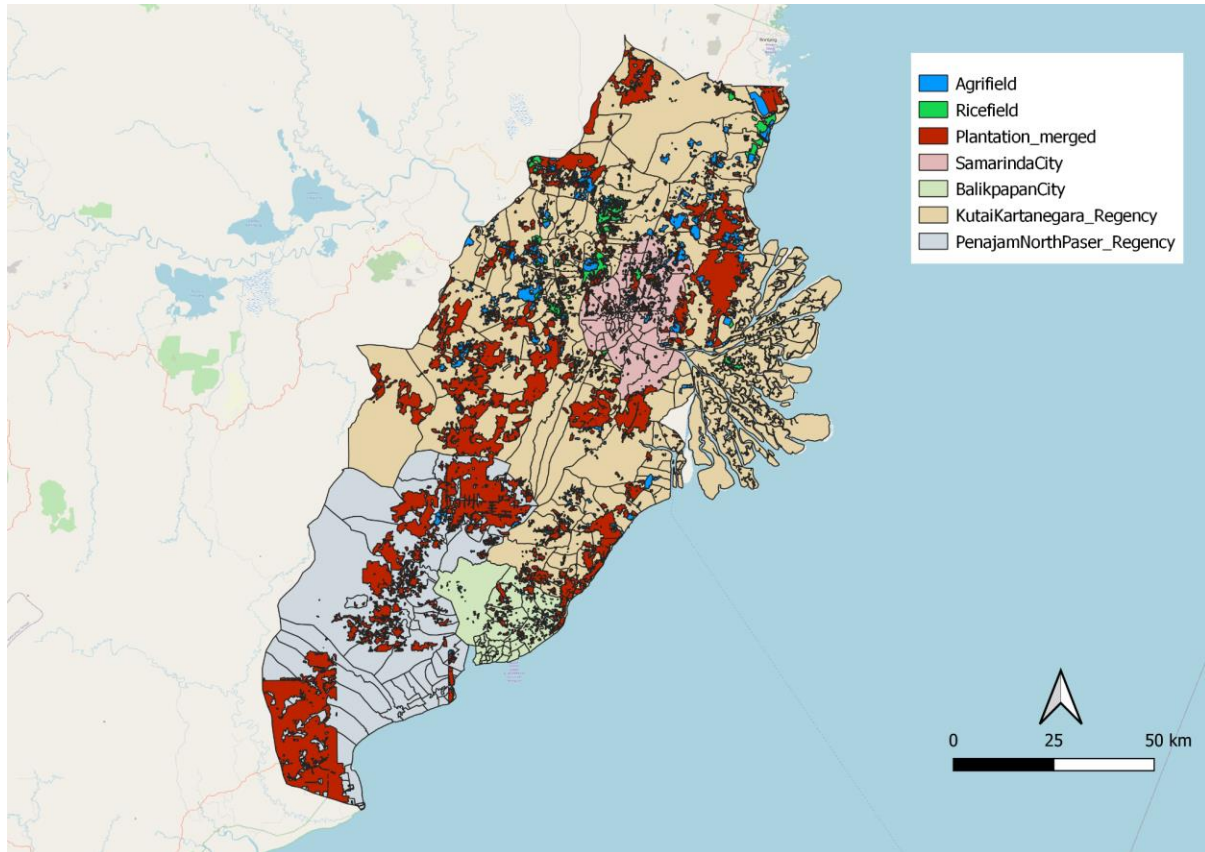 Agrifield
Ricefield
Plantation_merged
SamarindaCity
BalikpapanCity
KutaiKartanegara_Regency
PenajamNorthPaser_Regency
0 25 50 km